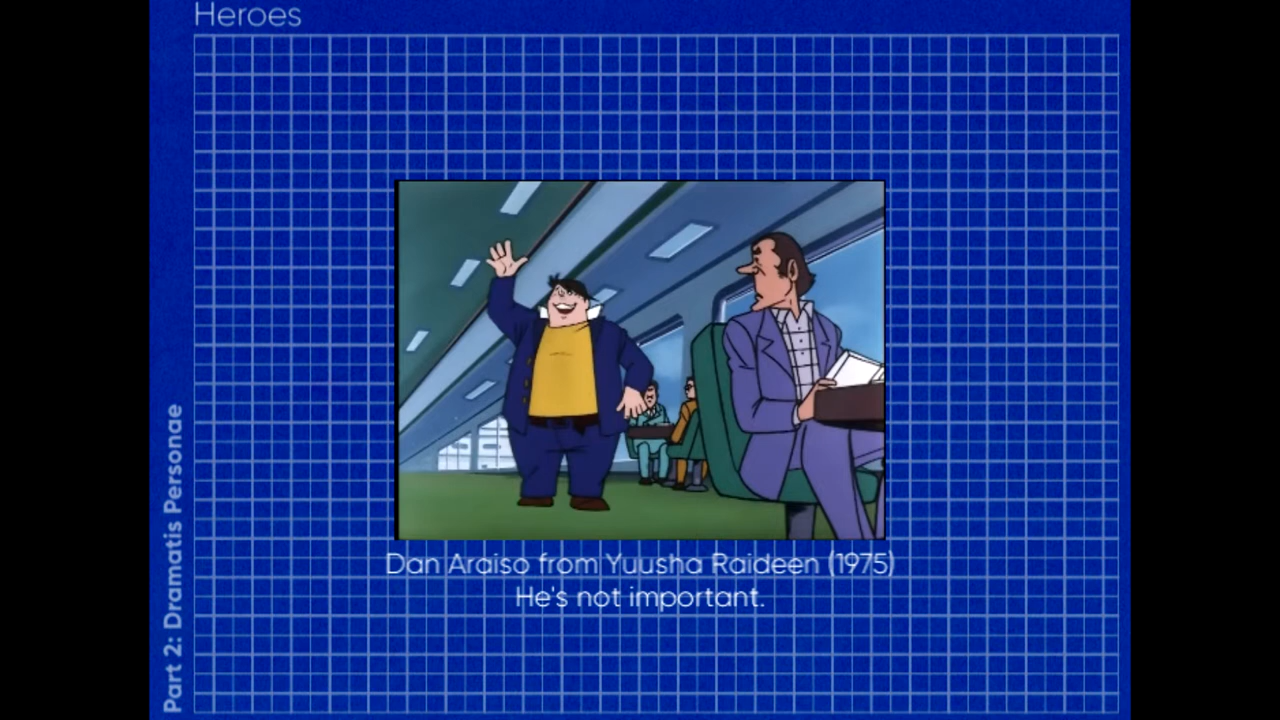 Heroes
Part 2: Dramatis Personae
Dan Araiso from Yuusha Raideen (1975)
He's not important.